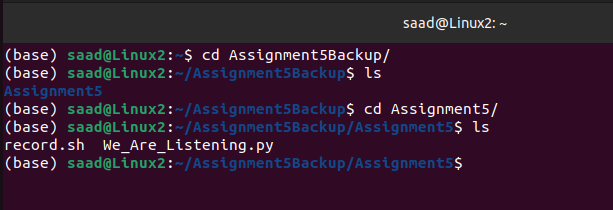 saad@Linux2: ~
(base) saad@Linux2:~$ cd Assignment5Backup/
(base) saad@Linux2:~/Assignment5Backup$ ls
Assignment5
(base) saad@Linux2:~/Assignment5Backup$ cd Assignment5/
(base) saad@Linux2:~/Assignment5Backup/Assignment5$ ls
record.sh  We_Are_Listening.py
(base) saad@Linux2:~/Assignment5Backup/Assignment5$